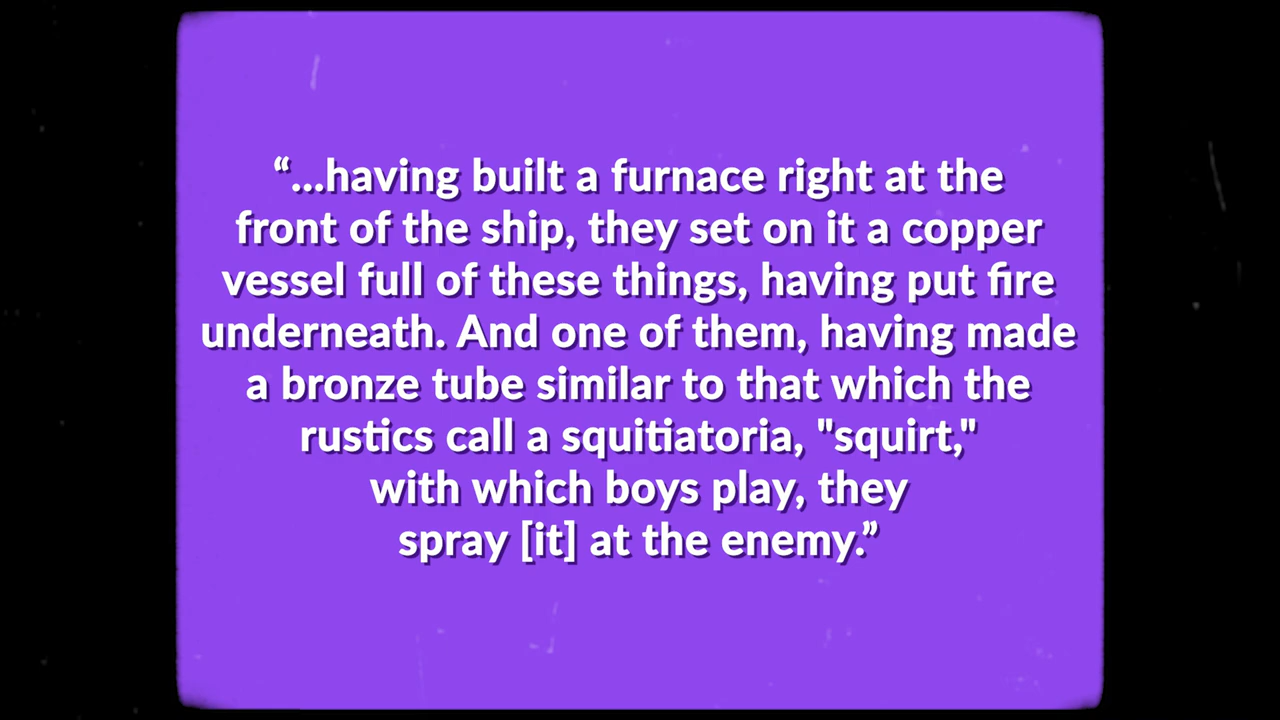 “...having built a furnace right at the
front of the ship, they set on it a copper
vessel full of these things, having put fire
underneath. And one of them, having made
a bronze tube similar to that which the
rustics call a squitiatoria, "squirt,"
with which boys play, they
spray [it] at the enemy.”